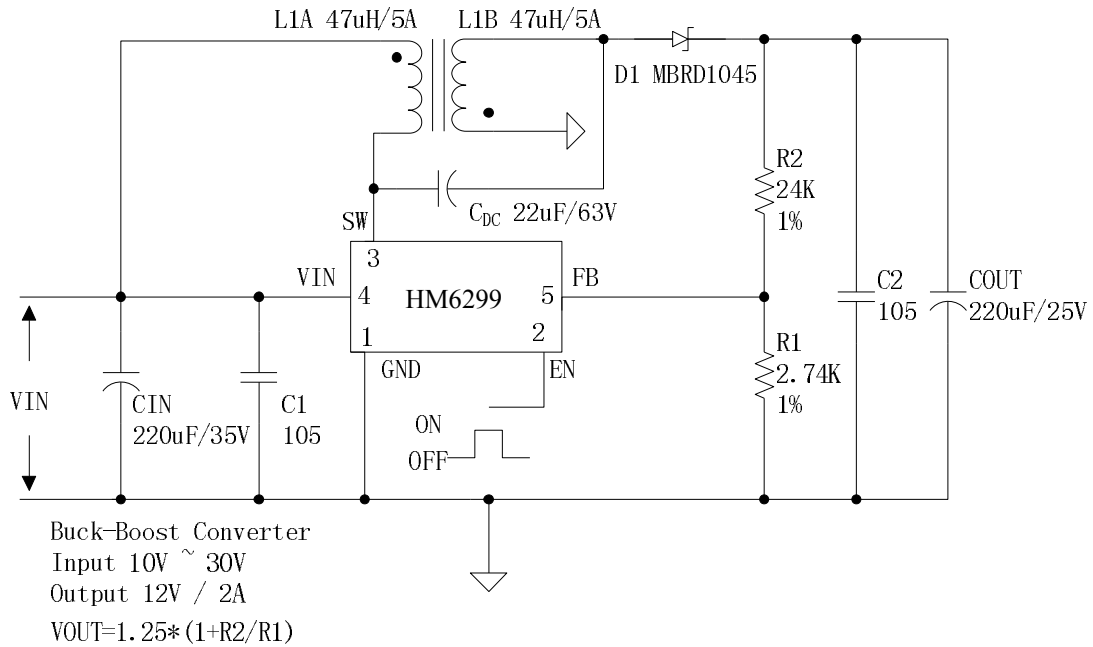 L1A 47uH/5A
L1B 47uH/5A
D1 MBRD1045
R2
24K
1%
CDC 22uF/63V
SW
3
VIN
4
HM6299
5
FB
1
2
GND
EN
C2
105
COUT
220uF/25V
R1
2.74K
1%
VIN
CIN
220uF/35V
C1
105
ON
OFF
Buck-Boost Converter
Input 10V ~ 30V
Output 12V / 2A
VOUT=1.25*(1+R2/R1)